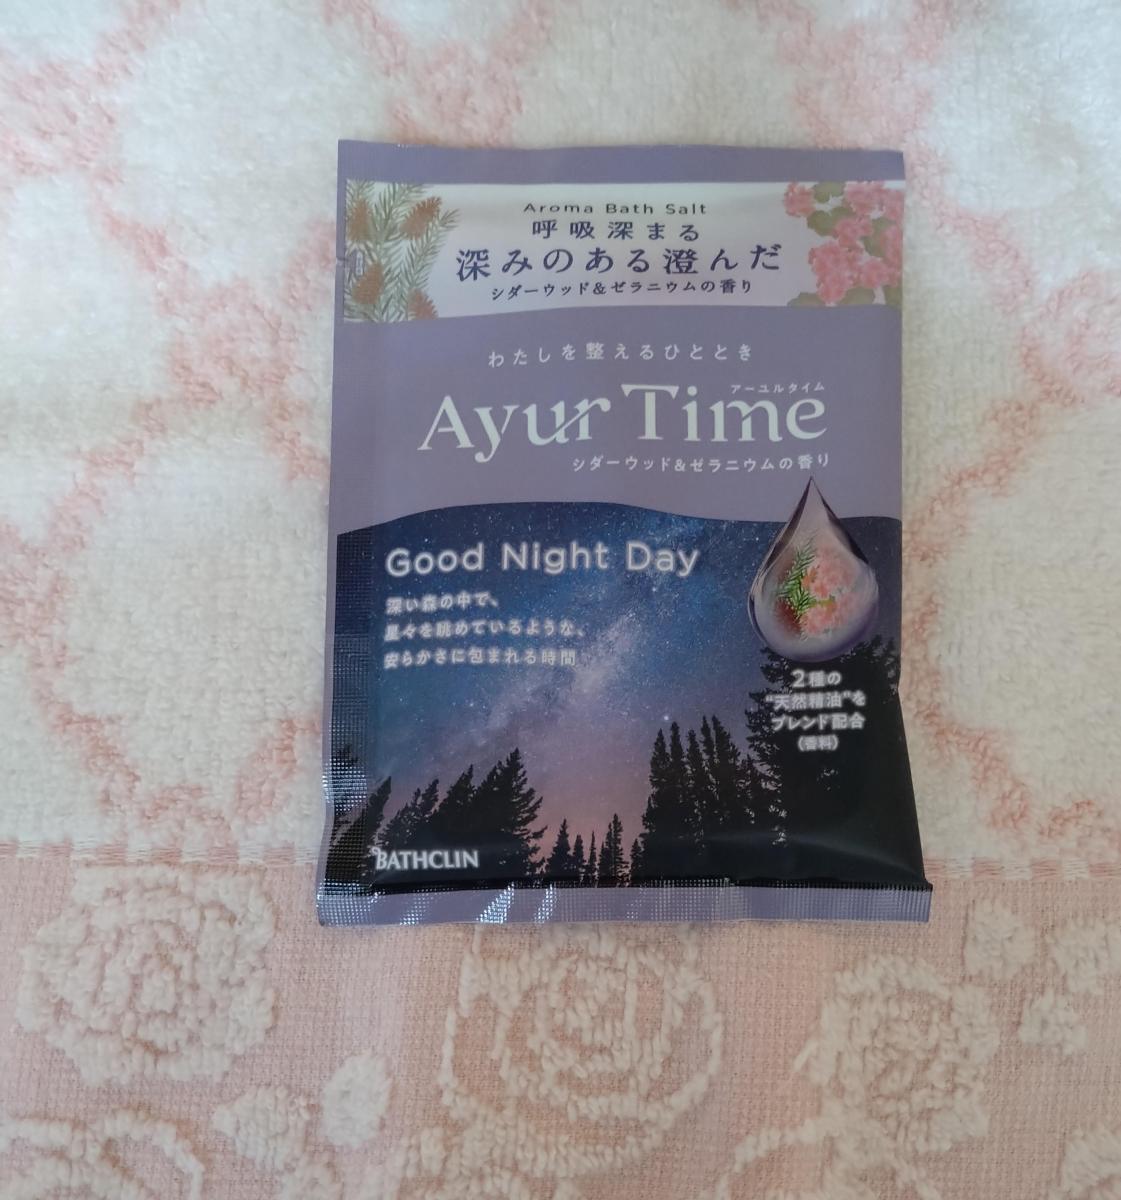 Aroma Bath Salt
呼吸深まる
深みのある澄んだ
シダーウッド&ゼラニウムの香り
わたしを整えるひととき
アーユルタイム
Ayur Time
シダーウッド&ゼラニウムの香り
Good Night Day
深い森の中で、
星々を眺めているような、
安らかさに包まれる時間
2種の
"天然精油"を
ブレンド配合
(香料)
BATHCLIN